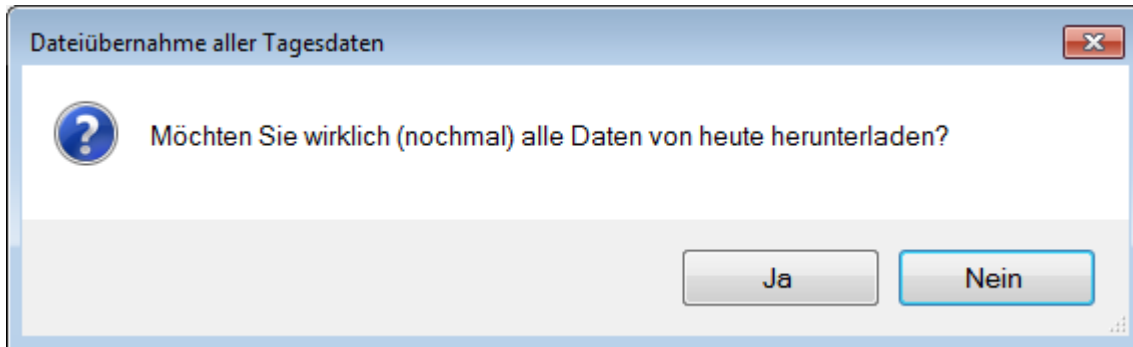 Dateiübernahme aller Tagesdaten
Möchten Sie wirklich (nochmal) alle Daten von heute herunterladen?
Ja
Nein